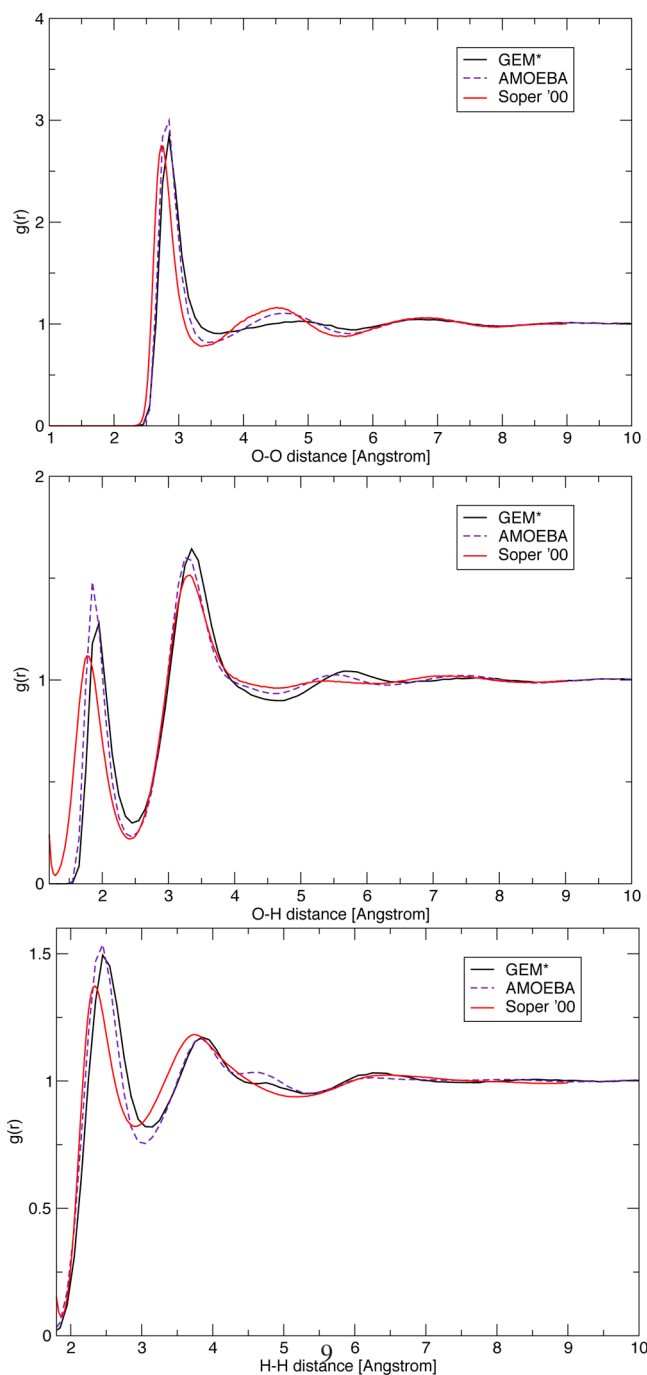 4
3
2
1
0
g(r)
GEM*
AMOEBA
Soper '00
1 2 3 4 5 6 7 8 9 10
O-O distance [Angstrom]
2
1
0
g(r)
GEM*
AMOEBA
Soper '00
2 3 4 5 6 7 8 9 10
O-H distance [Angstrom]
1.5
1
0.5
0
g(r)
GEM*
AMOEBA
Soper '00
2 3 4 5 6 7 8 9 10
H-H distance [Angstrom]
9